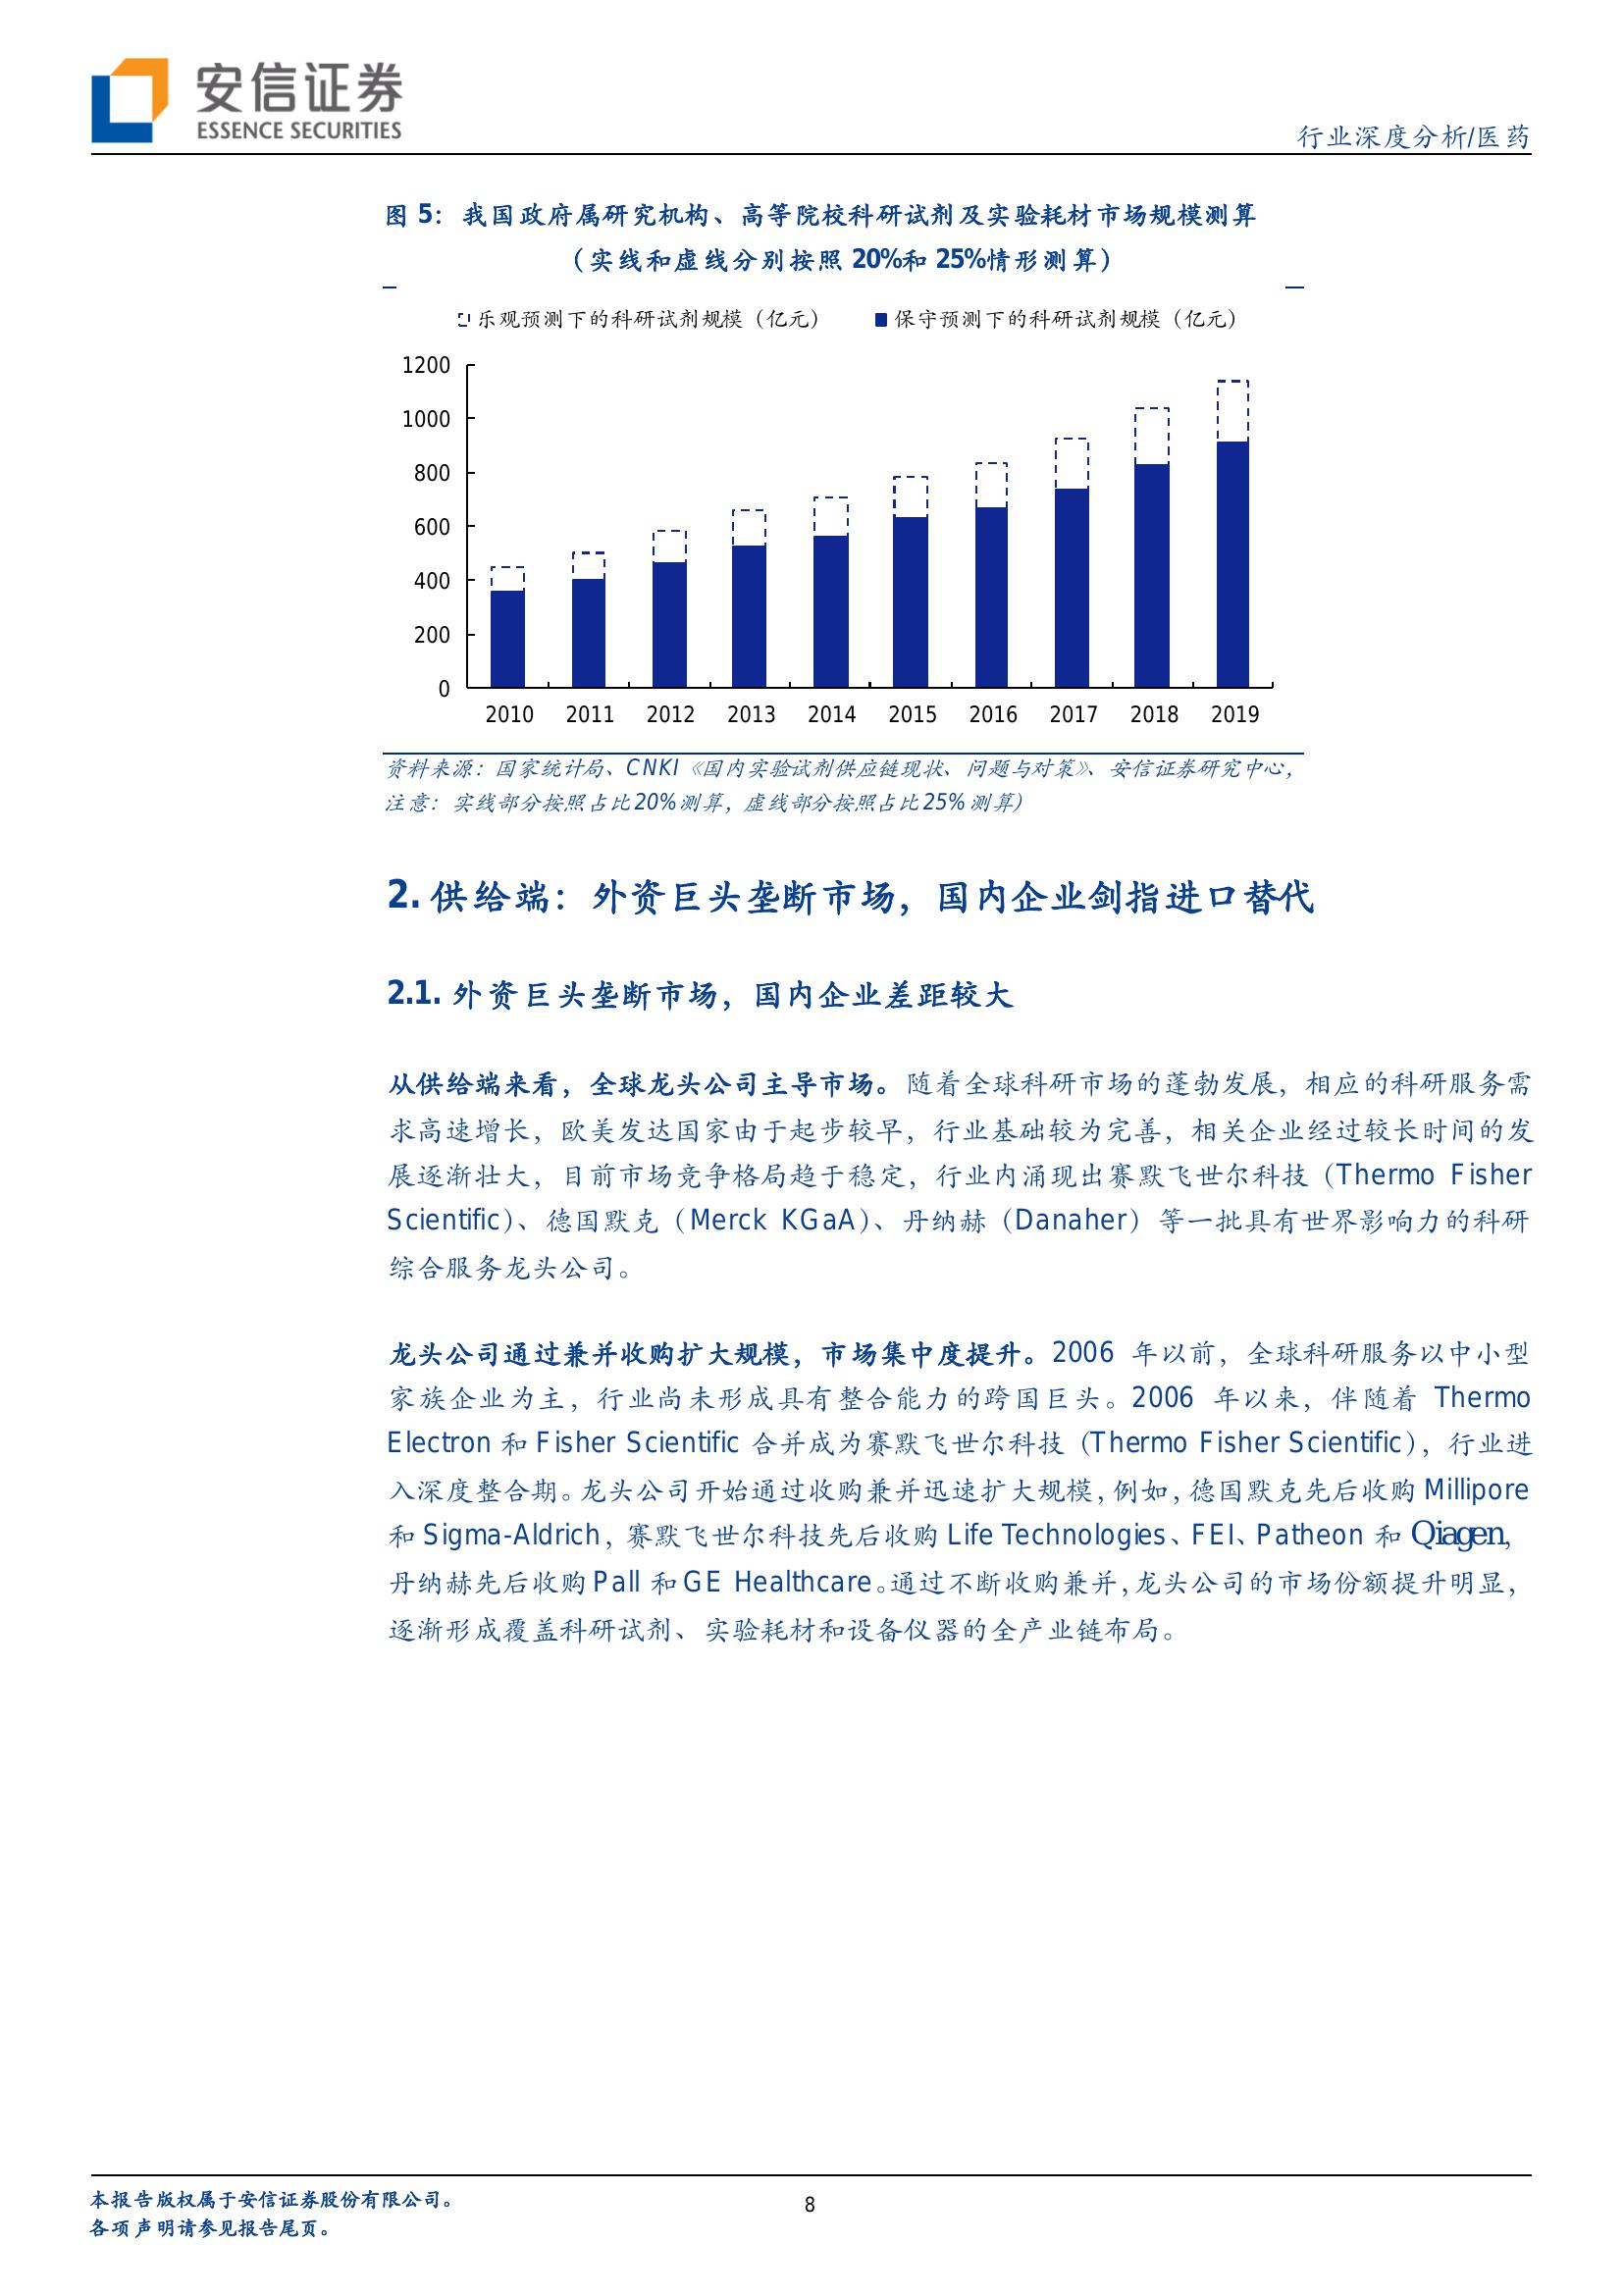 安信证券
ESSENCE SECURITIES
行业深度分析/医药
图 5：我国政府属研究机构、高等院校科研试剂及实验耗材市场规模测算
（实线和虚线分别按照 20%和 25%情形测算）
乐观预测下的科研试剂规模（亿元） 保守预测下的科研试剂规模（亿元）
1200
1000
800
600
400
200
0
2010 2011 2012 2013 2014 2015 2016 2017 2018 2019
资料来源：国家统计局、CNKI《国内实验试剂供应链现状、问题与对策》、安信证券研究中心，
注意：实线部分按照占比20%测算，虚线部分按照占比25%测算）
2. 供给端：外资巨头垄断市场，国内企业剑指进口替代
2.1. 外资巨头垄断市场，国内企业差距较大
从供给端来看，全球龙头公司主导市场。随着全球科研市场的蓬勃发展，相应的科研服务需
求高速增长，欧美发达国家由于起步较早，行业基础较为完善，相关企业经过较长时间的发
展逐渐壮大，目前市场竞争格局趋于稳定，行业内涌现出赛默飞世尔科技（Thermo Fisher
Scientific）、德国默克（Merck KGaA）、丹纳赫（Danaher）等一批具有世界影响力的科研
综合服务龙头公司。
龙头公司通过兼并收购扩大规模，市场集中度提升。2006 年以前，全球科研服务以中小型
家族企业为主，行业尚未形成具有整合能力的跨国巨头。2006 年以来，伴随着 Thermo
Electron 和 Fisher Scientific 合并成为赛默飞世尔科技（Thermo Fisher Scientific），行业进
入深度整合期。龙头公司开始通过收购兼并迅速扩大规模，例如，德国默克先后收购 Millipore
和 Sigma-Aldrich，赛默飞世尔科技先后收购 Life Technologies、FEI、Patheon 和 Qiagen，
丹纳赫先后收购 Pall 和 GE Healthcare。通过不断收购兼并，龙头公司的市场份额提升明显，
逐渐形成覆盖科研试剂、实验耗材和设备仪器的全产业链布局。
本报告版权属于安信证券股份有限公司。
8
各项声明请参见报告尾页。